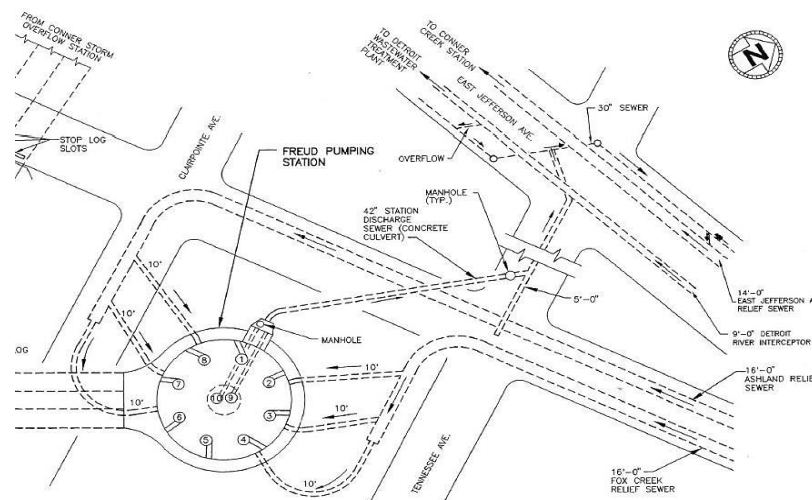 FROM CONNER STORM
OVERFLOW STATION
STOP LOG
SLOTS
CLAIRPOINTE AVE.
FREUD PUMPING
STATION
TO DETROIT
WASTEWATER
TREATMENT
PLANT
TO CONNER
CREEK STATION
EAST JEFFERSON AVE.
N
30" SEWER
OVERFLOW
MANHOLE
(TYP.)
42" STATION
DISCHARGE
SEWER (CONCRETE
CULVERT)
5'-0"
14'-0"
EAST JEFFERSON A
RELIEF SEWER
9'-0" DETROIT
RIVER INTERCEPTOR
16'-0"
ASHLAND RELIE
SEWER
16'-0"
FOX CREEK
RELIEF SEWER
TENNESSEE AVE.
MANHOLE
LOG
10'
10'
10'
10'
10'
10'
1
2
3
4
5
6
7
8
9
10